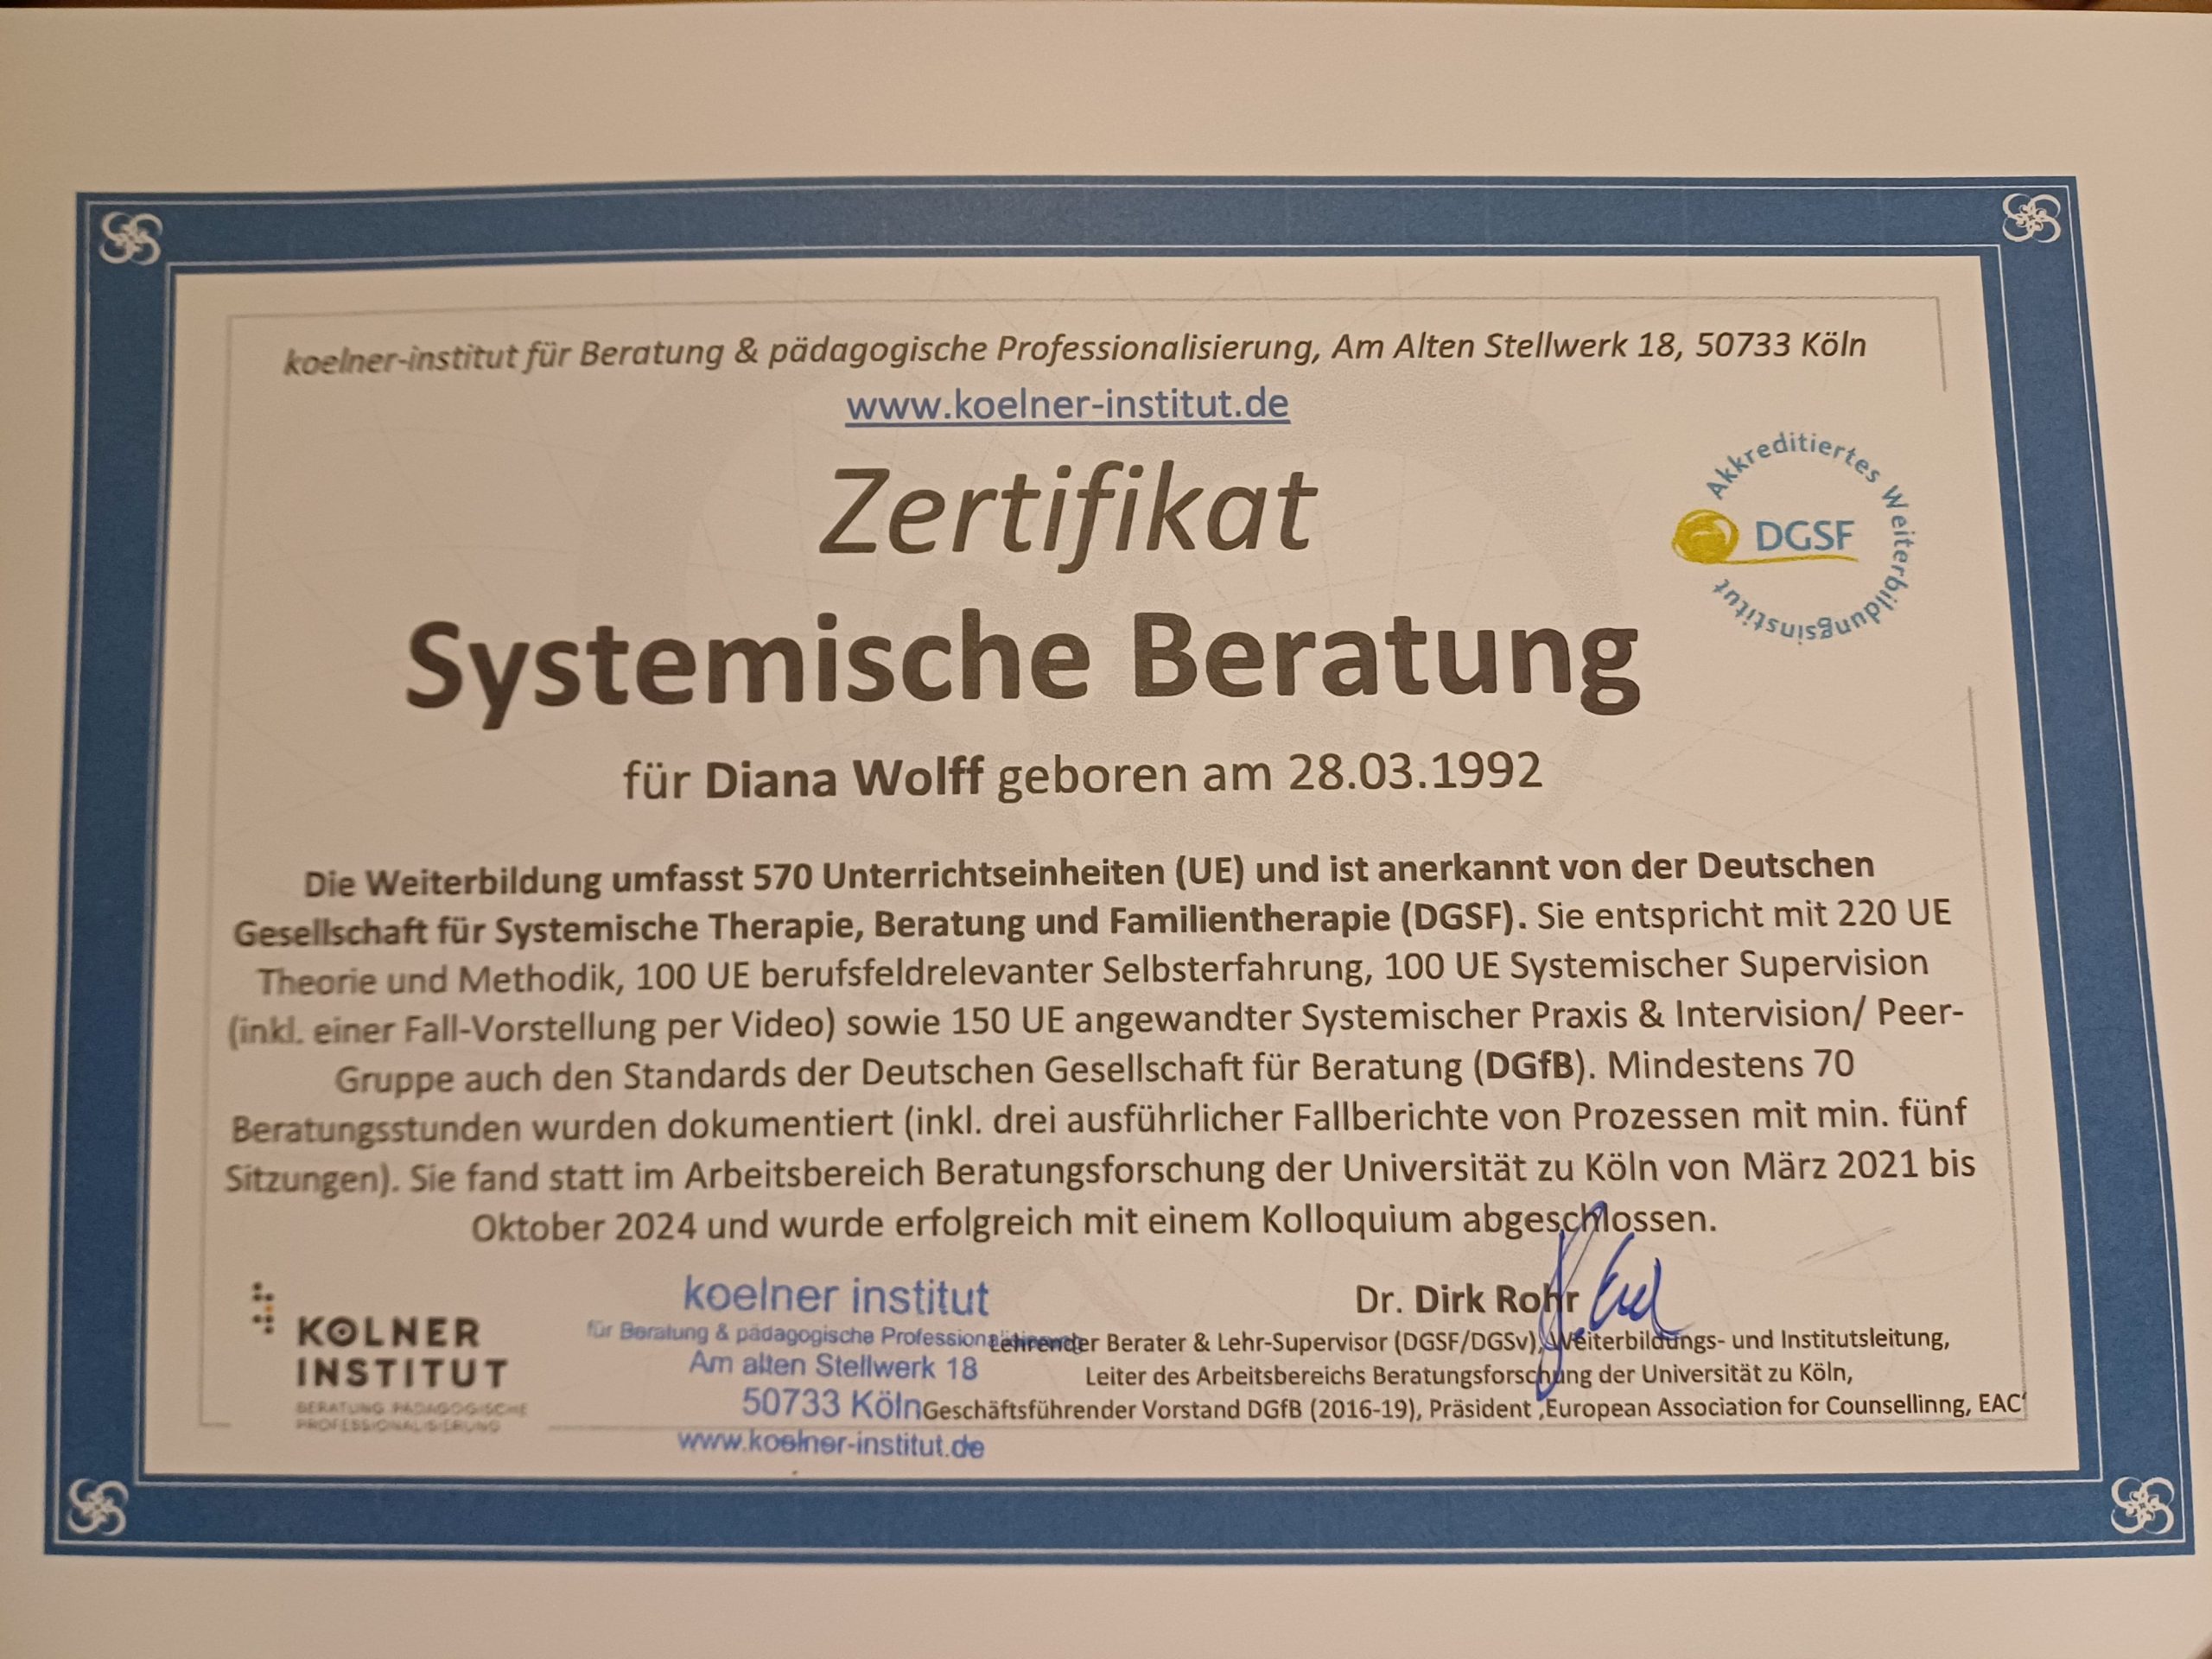 koelner-institut für Beratung & pädagogische Professionalisierung, Am Alten Stellwerk 18, 50733 Köln
www.koelner-institut.de
Zertifikat
Akkreditiertes Weiterbildungsinstitut
DGSF
Systemische Beratung
für Diana Wolff geboren am 28.03.1992
Die Weiterbildung umfasst 570 Unterrichtseinheiten (UE) und ist anerkannt von der Deutschen
Gesellschaft für Systemische Therapie, Beratung und Familientherapie (DGSF). Sie entspricht mit 220 UE
Theorie und Methodik, 100 UE berufsfeldrelevanter Selbsterfahrung, 100 UE Systemischer Supervision
(inkl. einer Fall-Vorstellung per Video) sowie 150 UE angewandter Systemischer Praxis & Intervision/ Peer-
Gruppe auch den Standards der Deutschen Gesellschaft für Beratung (DGfB). Mindestens 70
Beratungsstunden wurden dokumentiert (inkl. drei ausführlicher Fallberichte von Prozessen mit min. fünf
Sitzungen). Sie fand statt im Arbeitsbereich Beratungsforschung der Universität zu Köln von März 2021 bis
Oktober 2024 und wurde erfolgreich mit einem Kolloquium abgeschlossen.
KÖLNER
INSTITUT
BERATUNG PÄDAGOGISCHE
PROFESSIONALISIERUNG
koelner institut
für Beratung & pädagogische
Am alten Stellwerk 18
50733 Köln
www.koelner-institut.de
Dr. Dirk Rohr
Lehrender Berater & Lehr-Supervisor (DGSF/DGSv), Weiterbildungs- und Institutsleitung,
Leiter des Arbeitsbereichs Beratungsforschung der Universität zu Köln,
Geschäftsführender Vorstand DGfB (2016-19), Präsident ‚European Association for Counsellinng, EAC‘